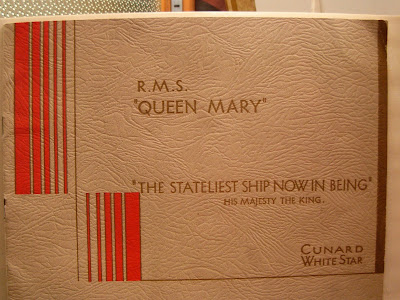 R.M.S.
"QUEEN MARY"
"THE STATELIEST SHIP NOW IN BEING"
HIS MAJESTY THE KING.
CUNARD
WHITE STAR